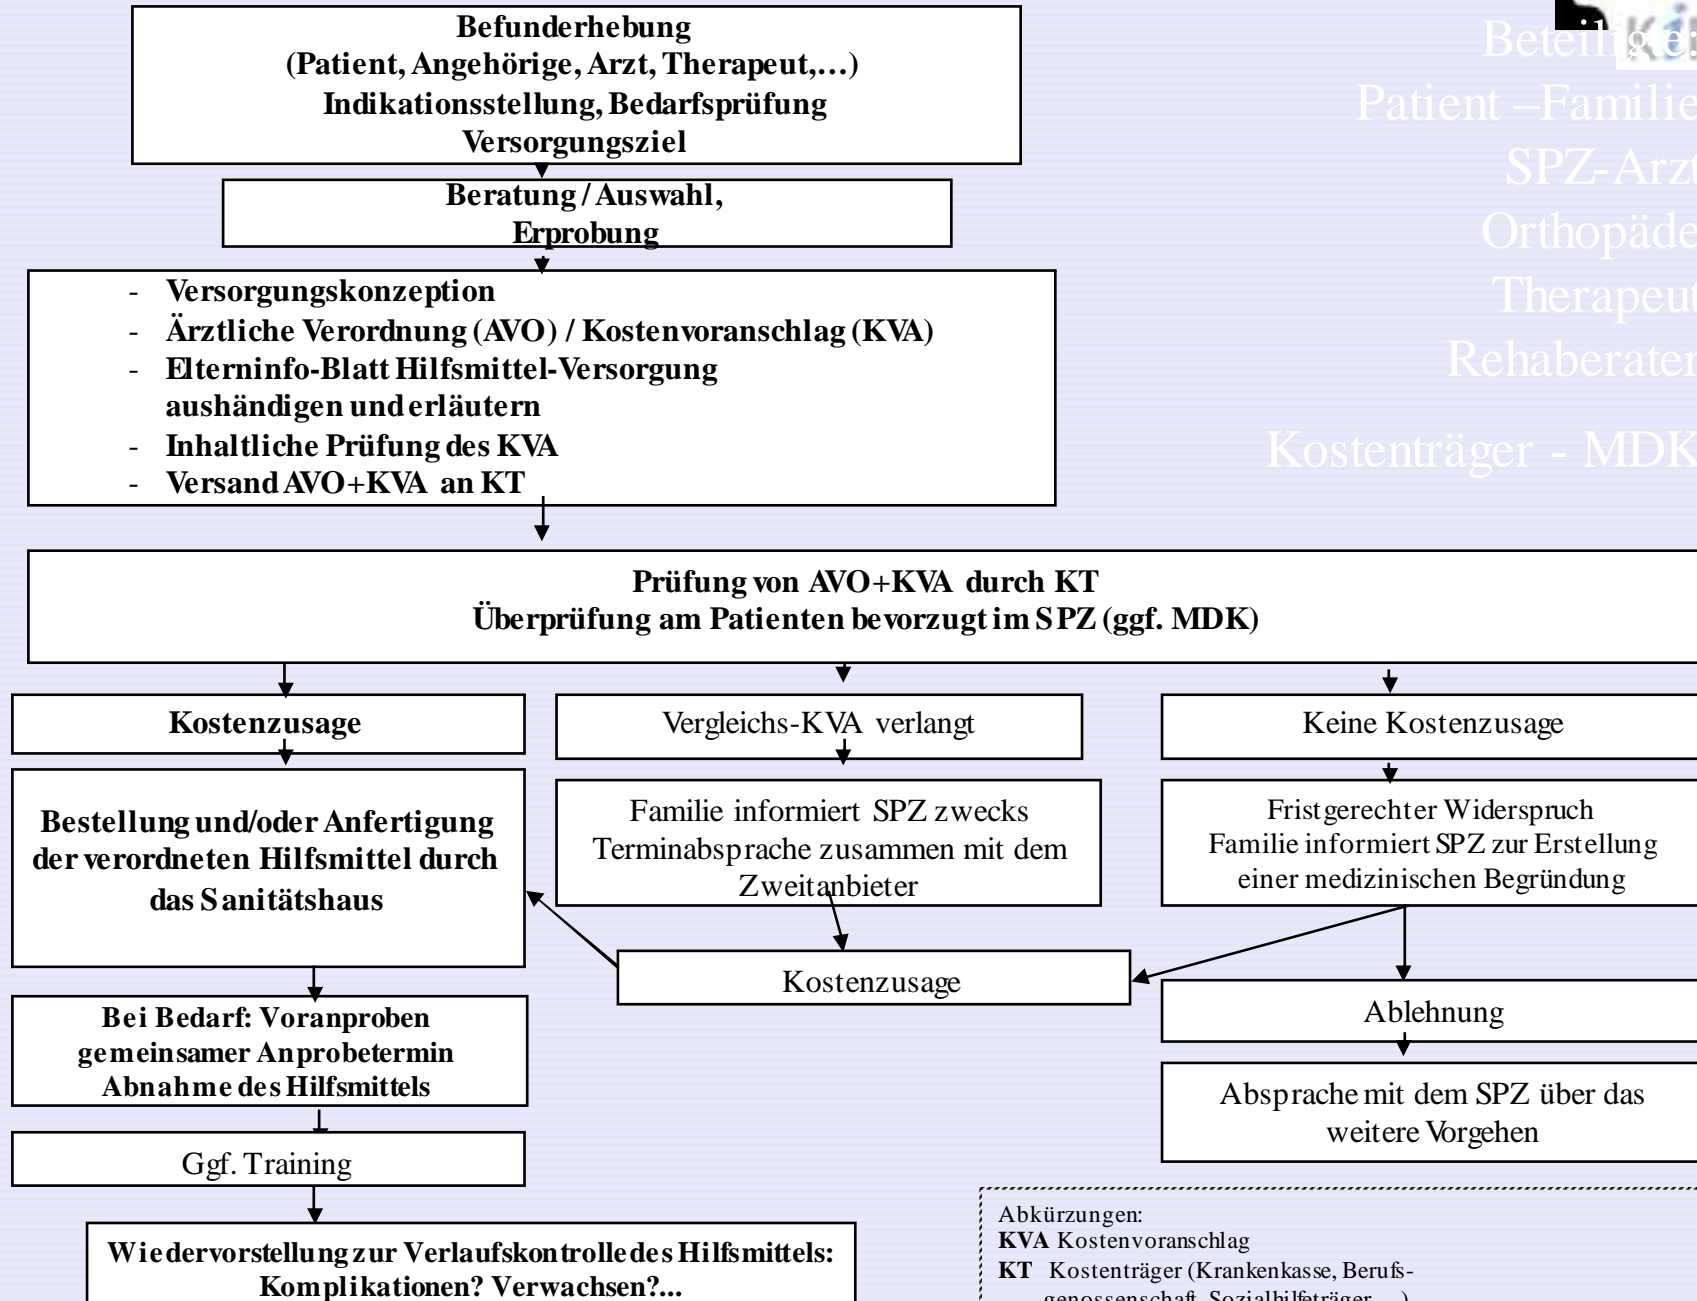 Befunderhebung
(Patient, Angehörige, Arzt, Therapeut,…)
Indikationsstellung, Bedarfsprüfung
Versorgungsziel
Beteiligte:
Patient –Familie
SPZ-Arzt
Orthopäde
Therapeut
Rehaberater
Kostenträger - MDK
Beratung / Auswahl,
Erprobung
- Versorgungskonzeption
- Ärztliche Verordnung (AVO) / Kostenvoranschlag (KVA)
- Elterninfo-Blatt Hilfsmittel-Versorgung
aushändigen und erläutern
- Inhaltliche Prüfung des KVA
- Versand AVO+KVA an KT
Prüfung von AVO+KVA durch KT
Überprüfung am Patienten bevorzugt im SPZ (ggf. MDK)
Kostenzusage
Bestellung und/oder Anfertigung
der verordneten Hilfsmittel durch
das Sanitätshaus
Bei Bedarf: Voranproben
gemeinsamer Anprobetermin
Abnahme des Hilfsmittels
Ggf. Training
Wiedervorstellung zur Verlaufskontrolle des Hilfsmittels:
Komplikationen? Verwachsen?...
Vergleichs-KVA verlangt
Familie informiert SPZ zwecks
Terminabsprache zusammen mit dem
Zweitanbieter
Kostenzusage
Keine Kostenzusage
Fristgerechter Widerspruch
Familie informiert SPZ zur Erstellung
einer medizinischen Begründung
Ablehnung
Absprache mit dem SPZ über das
weitere Vorgehen
Abkürzungen:
KVA Kostenvoranschlag
KT Kostenträger (Krankenkasse, Berufs-
genossenschaft, Sozialhilfeträger,…)